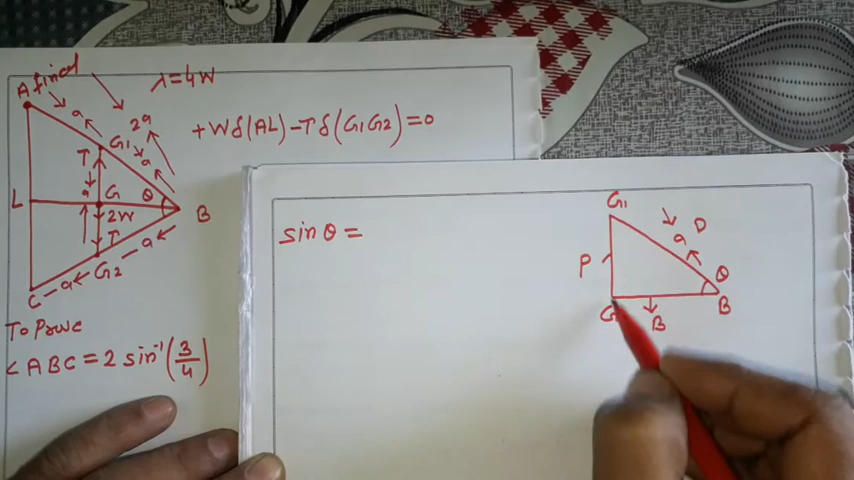 A fixed
λ=4W
a
2a
+Wδ(AL)-Tδ(G₁G₂)=0
G₁
T
a
a
L
G
θ
B
2W
T
G₂
a
a
C
To Prove
∠ABC=2 sin⁻¹(3/4)
sin θ =
G₁
D
a
P
θ
G
B
B